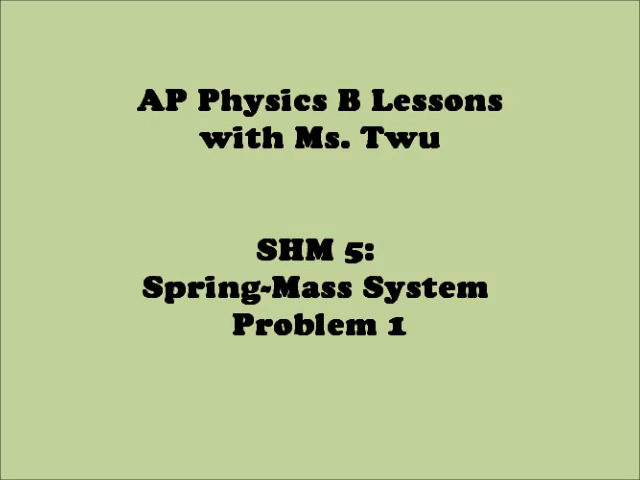 AP Physics B Lessons
with Ms. Twu
SHM 5:
Spring-Mass System
Problem 1